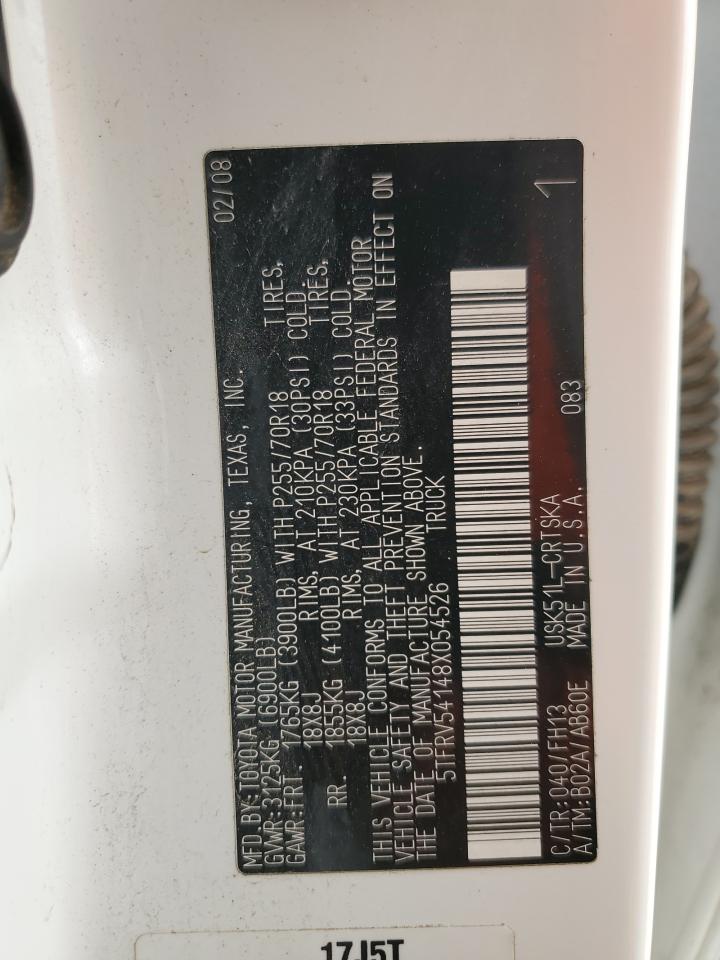 MFD.BY:TOYOTA MOTOR MANUFACTURING, TEXAS, INC. 02/08
GVWR:3125KG (6900LB)
GAWR:FRT. 1765KG (3900LB) WITH P255/70R18 TIRES,
18X8J RIMS, AT 210KPA (30PSI) COLD.
RR. 1855KG (4100LB) WITH P255/70R18 TIRES,
18X8J RIMS, AT 230KPA (33PSI) COLD.
THIS VEHICLE CONFORMS TO ALL APPLICABLE FEDERAL MOTOR
VEHICLE SAFETY AND THEFT PREVENTION STANDARDS IN EFFECT ON
THE DATE OF MANUFACTURE SHOWN ABOVE.
5TFRV54148X054526 TRUCK
C/TR:040/FH13 USK51L-CRTSKA 083 1
A/TM:B02A/AB60E MADE IN U.S.A.
17J5T